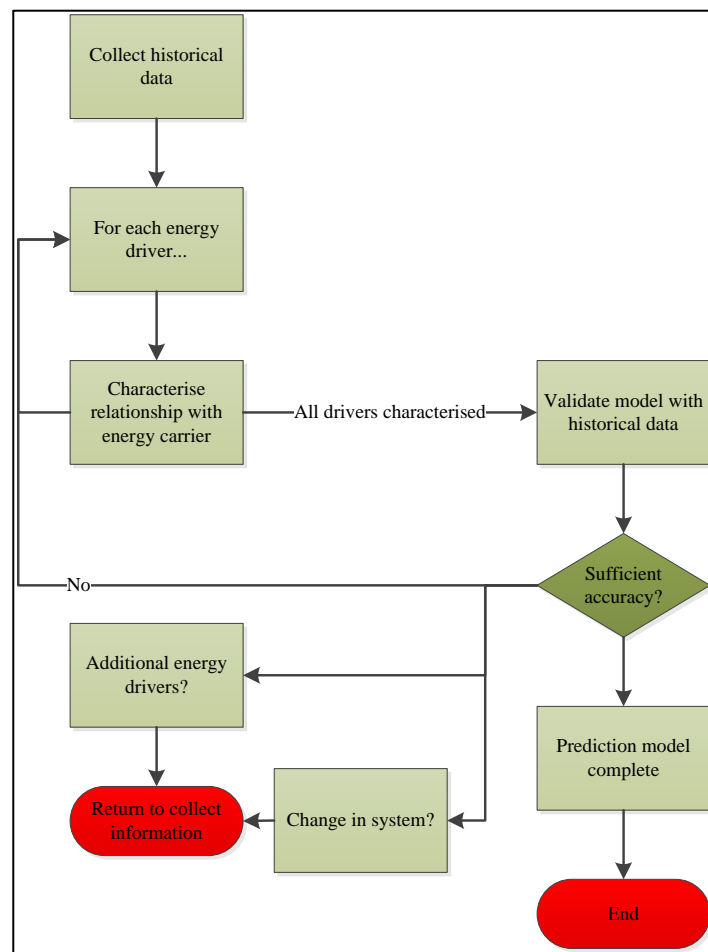 Collect historical
data
For each energy
driver...
Characterise
relationship with
energy carrier
All drivers characterised
Validate model with
historical data
No
Sufficient
accuracy?
Additional energy
drivers?
Prediction model
complete
Return to collect
information
Change in system?
End